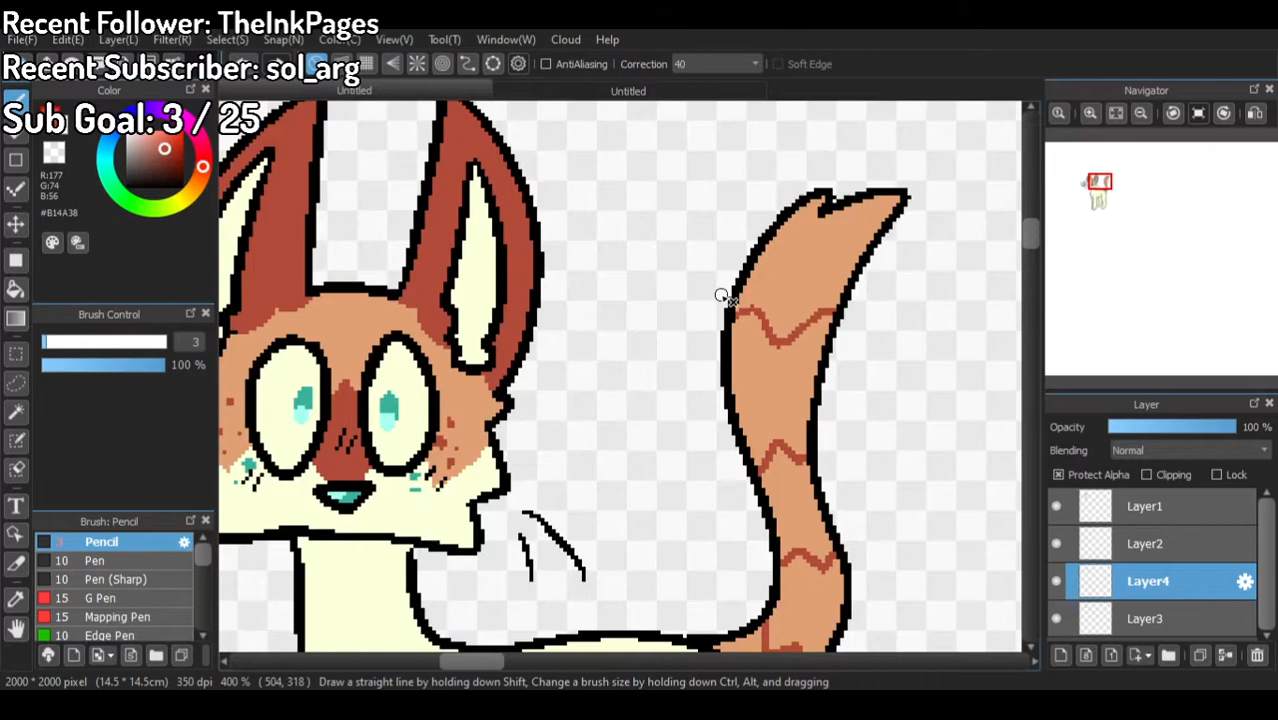 Recent Follower: TheInkPages
File(F) Edit(E) Layer(L) Filter(R) Select(S) Snap(N) Color(C) View(V) Tool(T) Window(W) Cloud Help
Recent Subscriber: sol_arg
AntiAliasing Correction 40 Soft Edge
Color
Untitled
Untitled
Navigator
Sub Goal: 3 / 25
R:177
G:74
B:56
#B14A38
Brush Control
3
100 %
Layer
Opacity 100 %
Blending Normal
Protect Alpha Clipping Lock
Layer1
Layer2
Layer4
Layer3
Brush: Pencil
3 Pencil
10 Pen
10 Pen (Sharp)
15 G Pen
15 Mapping Pen
10 Edge Pen
2000 * 2000 pixel (14.5 * 14.5cm) 350 dpi 400 % ( 504, 318 ) Draw a straight line by holding down Shift, Change a brush size by holding down Ctrl, Alt, and dragging